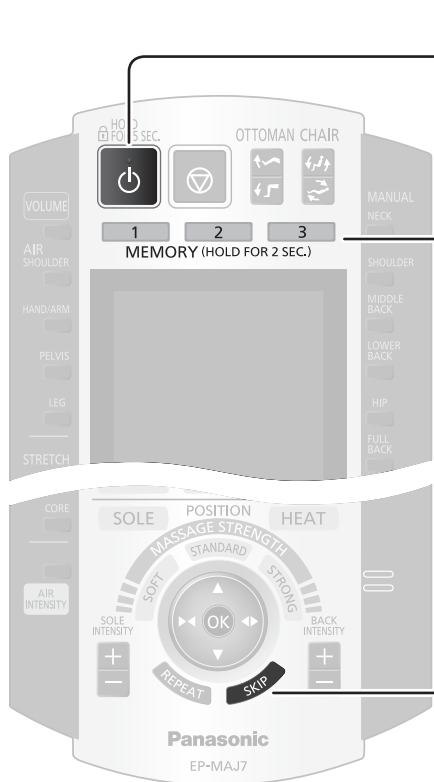 HOLD
FOR 5 SEC.
OTTOMAN CHAIR
1 2 3
MEMORY (HOLD FOR 2 SEC.)
VOLUME
AIR
SHOULDER
HAND/ARM
PELVIS
LEG
STRETCH
MANUAL
NECK
SHOULDER
MIDDLE
BACK
LOWER
BACK
HIP
FULL
BACK
CORE
AIR
INTENSITY
SOLE
POSITION
HEAT
MASSAGE STRENGTH
SOFT
STANDARD
STRONG
OK
SOLE
INTENSITY
+
−
BACK
INTENSITY
+
−
REPEAT
SKIP
Panasonic
EP-MAJ7